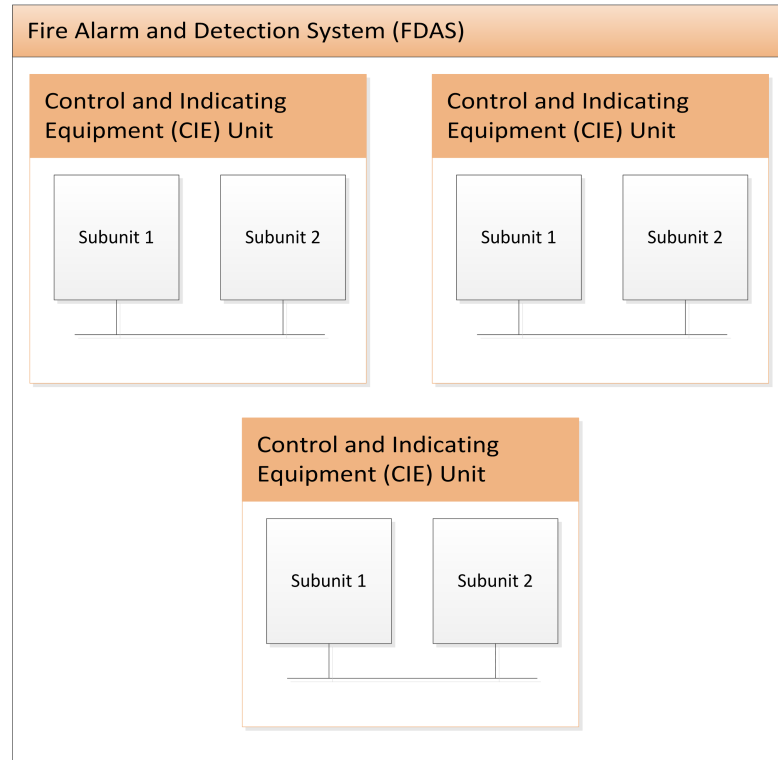 Fire Alarm and Detection System (FDAS)
Control and Indicating
Equipment (CIE) Unit
Subunit 1
Subunit 2
Control and Indicating
Equipment (CIE) Unit
Subunit 1
Subunit 2
Control and Indicating
Equipment (CIE) Unit
Subunit 1
Subunit 2